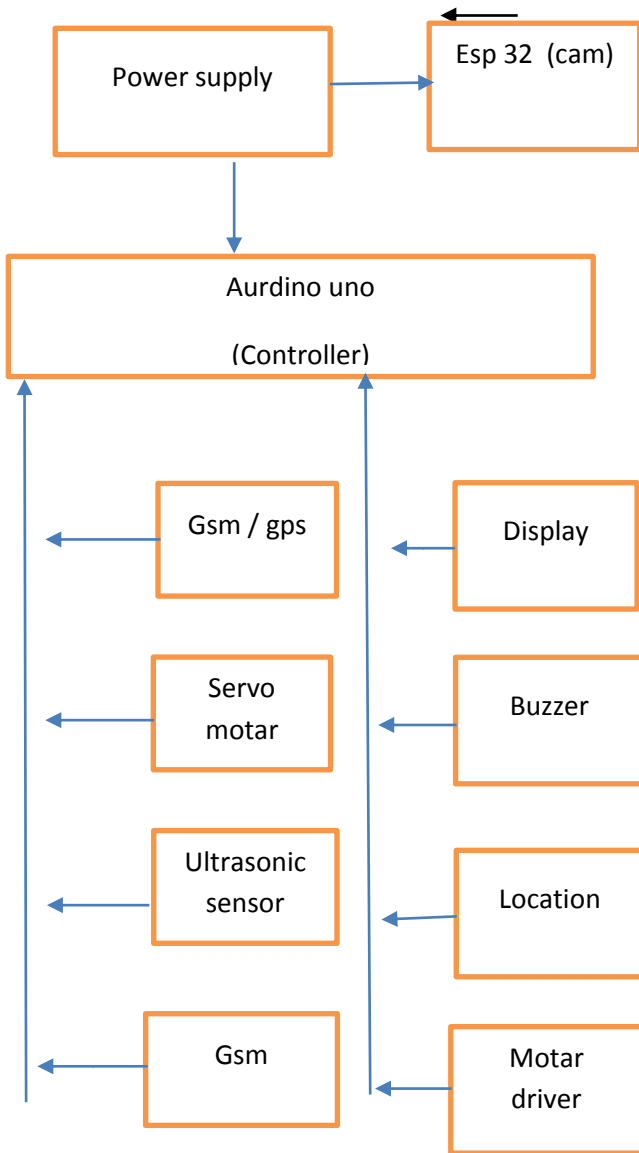 Power supply
Esp 32 (cam)
Aurdino uno
(Controller)
Gsm / gps
Display
Servo
motar
Buzzer
Ultrasonic
sensor
Location
Gsm
Motar
driver